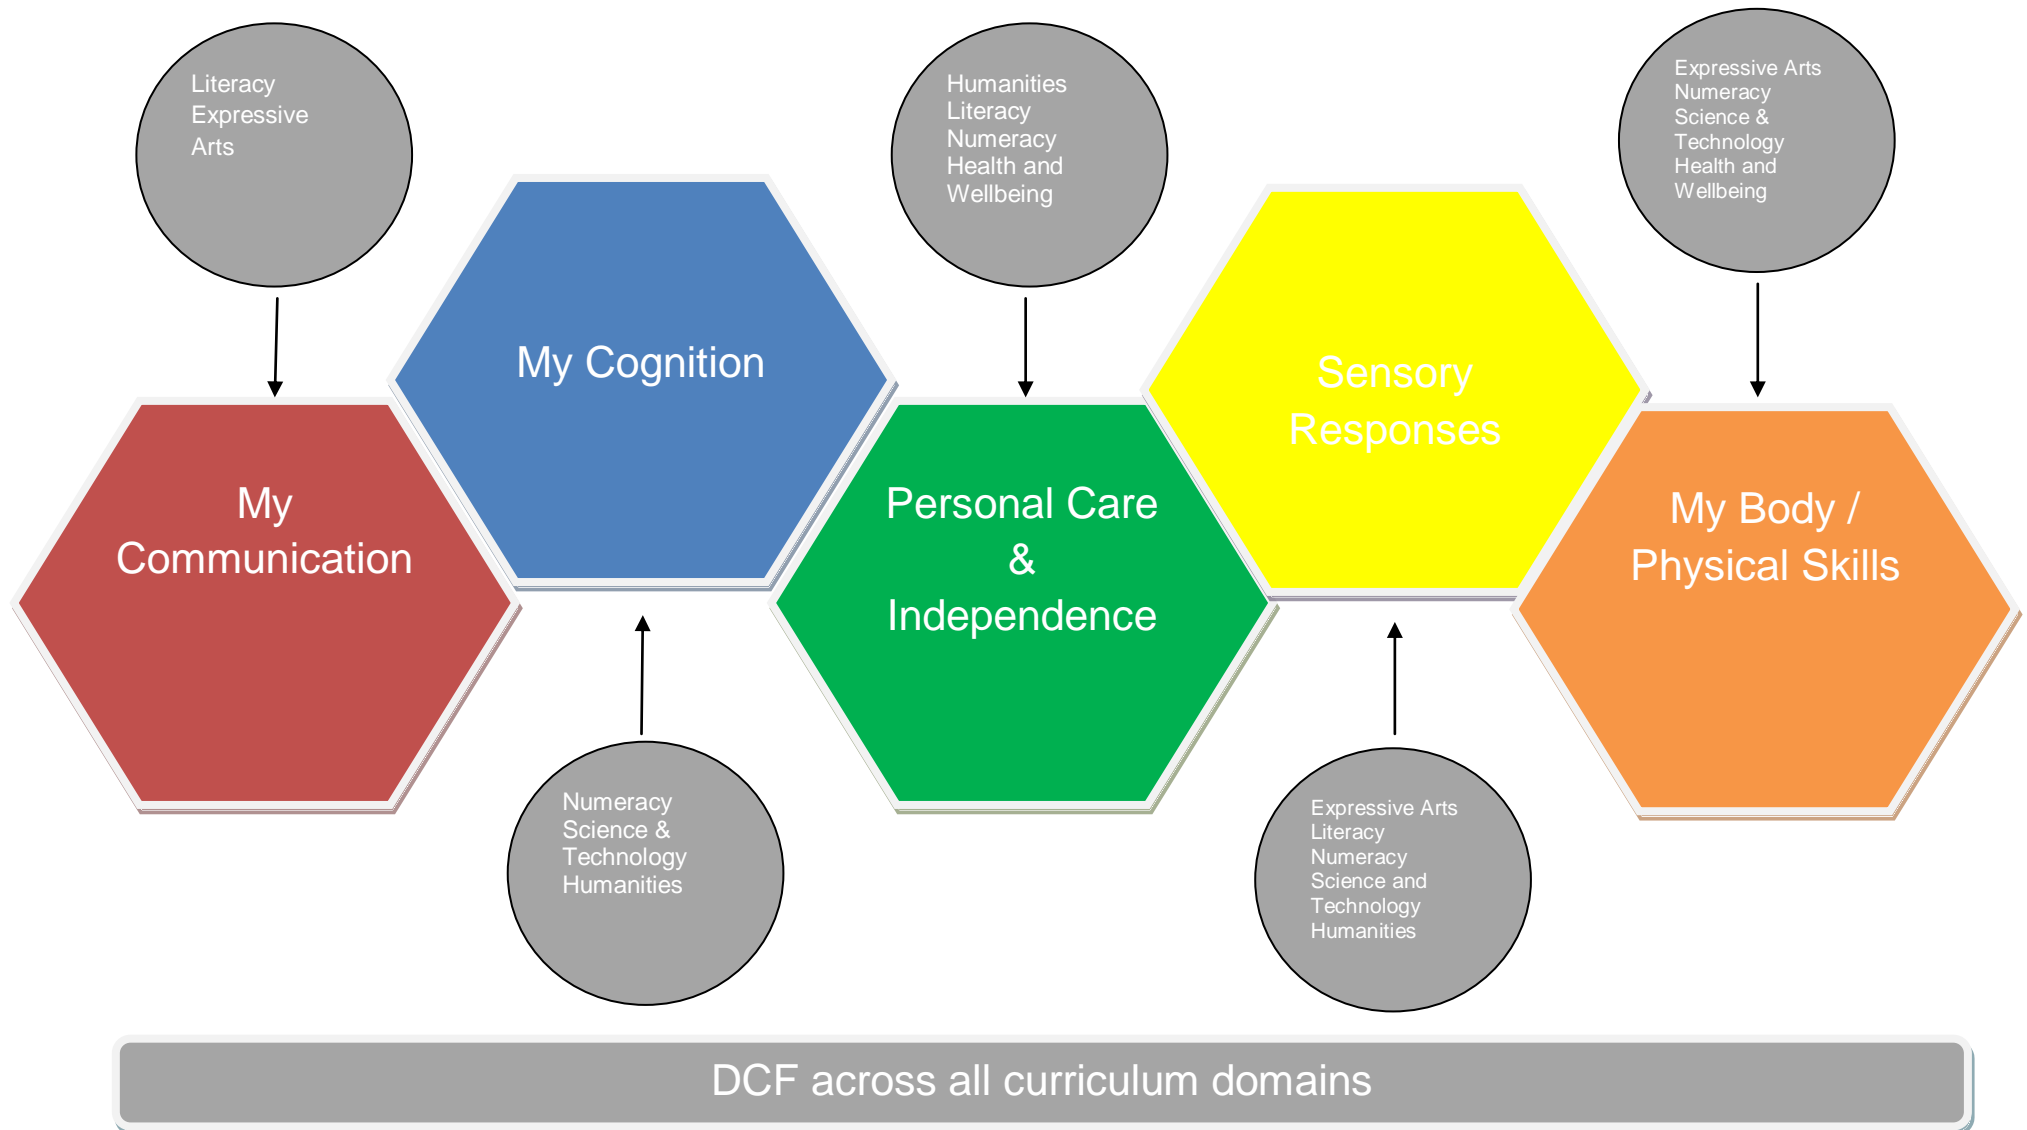 Literacy
Expressive
Arts
Humanities
Literacy
Numeracy
Health and
Wellbeing
Expressive Arts
Numeracy
Science &
Technology
Health and
Wellbeing
My Cognition
Sensory
Responses
My
Communication
Personal Care
&
Independence
My Body /
Physical Skills
Numeracy
Science &
Technology
Humanities
Expressive Arts
Literacy
Numeracy
Science and
Technology
Humanities
DCF across all curriculum domains